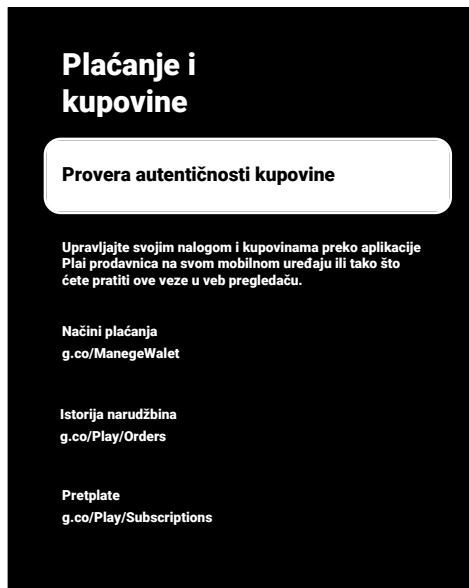 Plaćanje i
kupovine
Provera autentičnosti kupovine
Upravljajte svojim nalogom i kupovinama preko aplikacije
Plai prodavnica na svom mobilnom uređaju ili tako što
ćete pratiti ove veze u veb pregledaču.
Načini plaćanja
g.co/ManegeWalet
Istorija narudžbina
g.co/Play/Orders
Pretplate
g.co/Play/Subscriptions